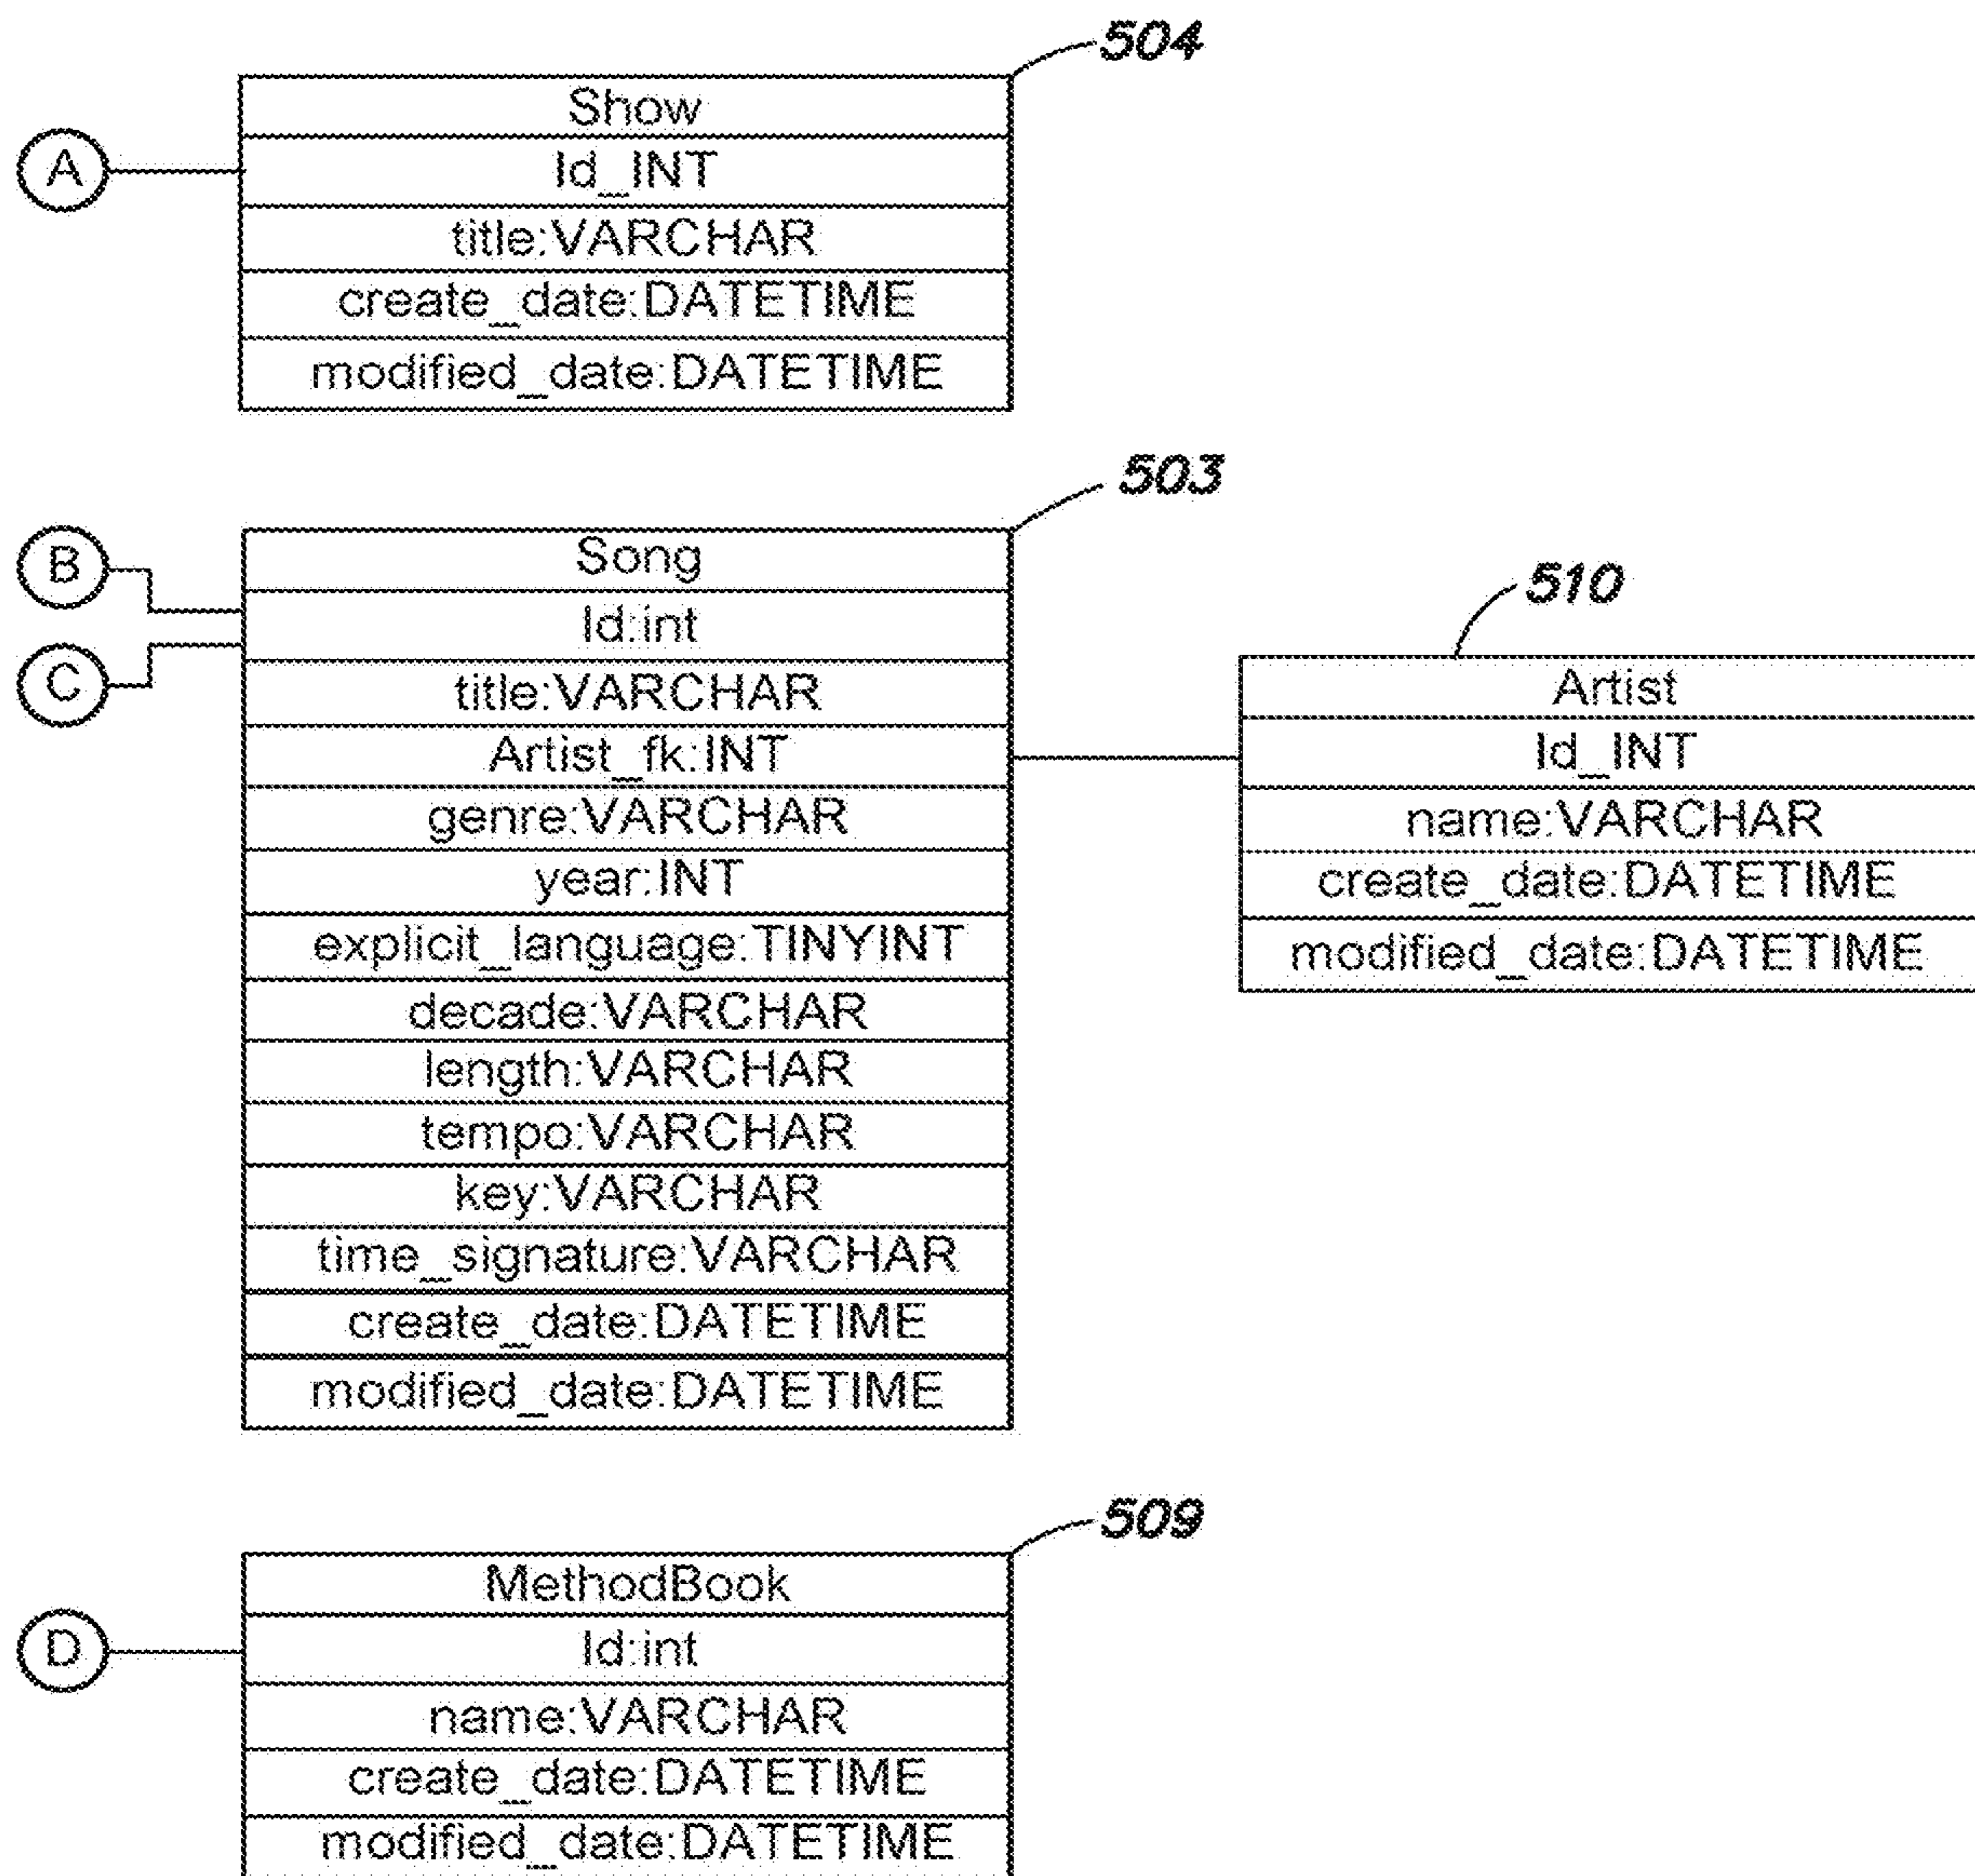 504
Show
A
Id_INT
title:VARCHAR
create_date:DATETIME
modified_date:DATETIME
503
B
Song
Id:int
C
title:VARCHAR
Artist_fk:INT
genre:VARCHAR
year:INT
explicit_language:TINYINT
decade:VARCHAR
length:VARCHAR
tempo:VARCHAR
key:VARCHAR
time_signature:VARCHAR
create_date:DATETIME
modified_date:DATETIME
510
Artist
Id_INT
name:VARCHAR
create_date:DATETIME
modified_date:DATETIME
509
MethodBook
D
Id:int
name:VARCHAR
create_date:DATETIME
modified_date:DATETIME